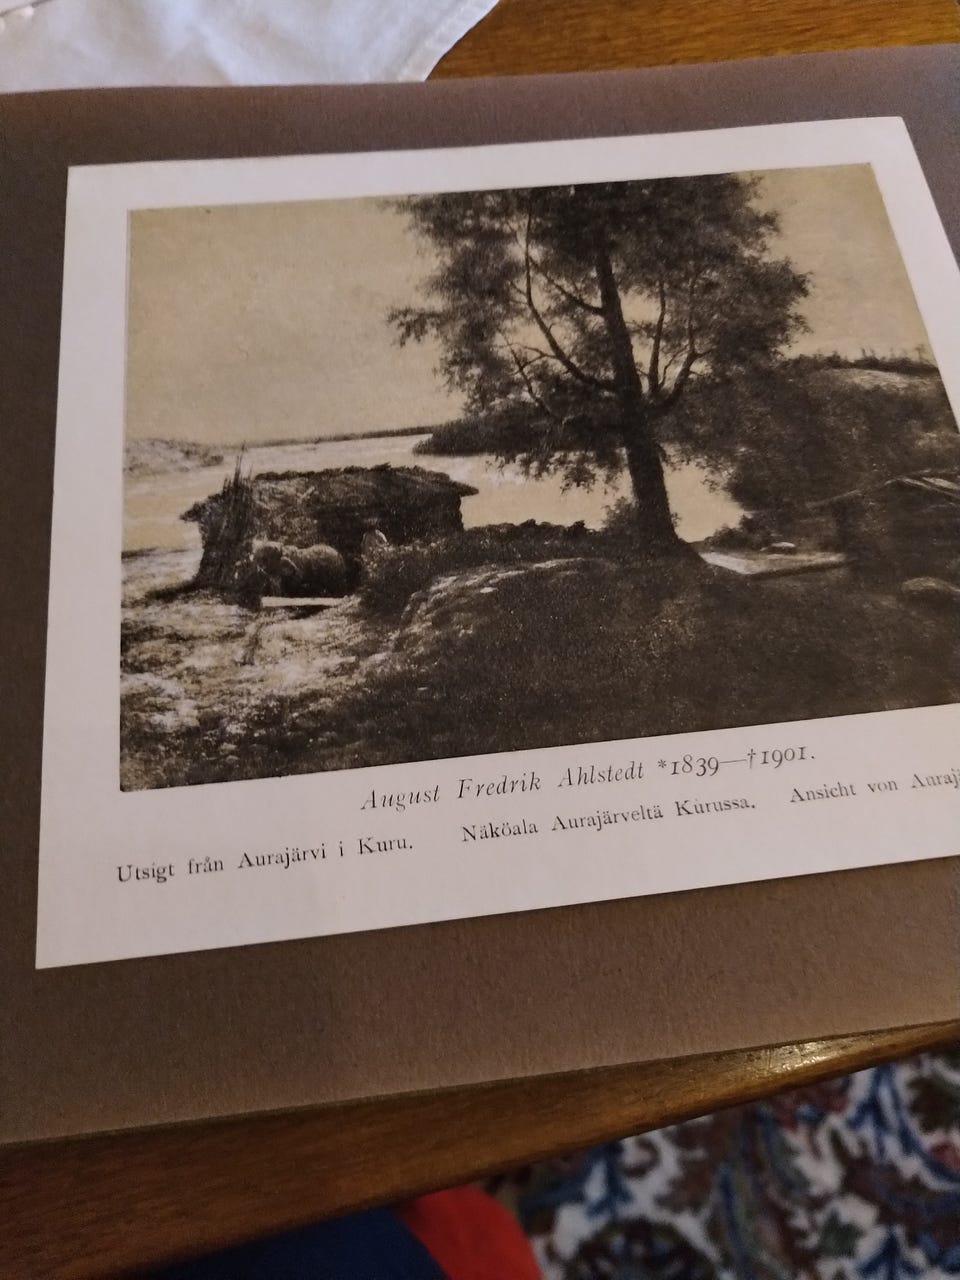 August Fredrik Ahlstedt *1839—†1901.
Utsigt från Aurajärvi i Kuru. Näköala Aurajärveltä Kurussa. Ansicht von